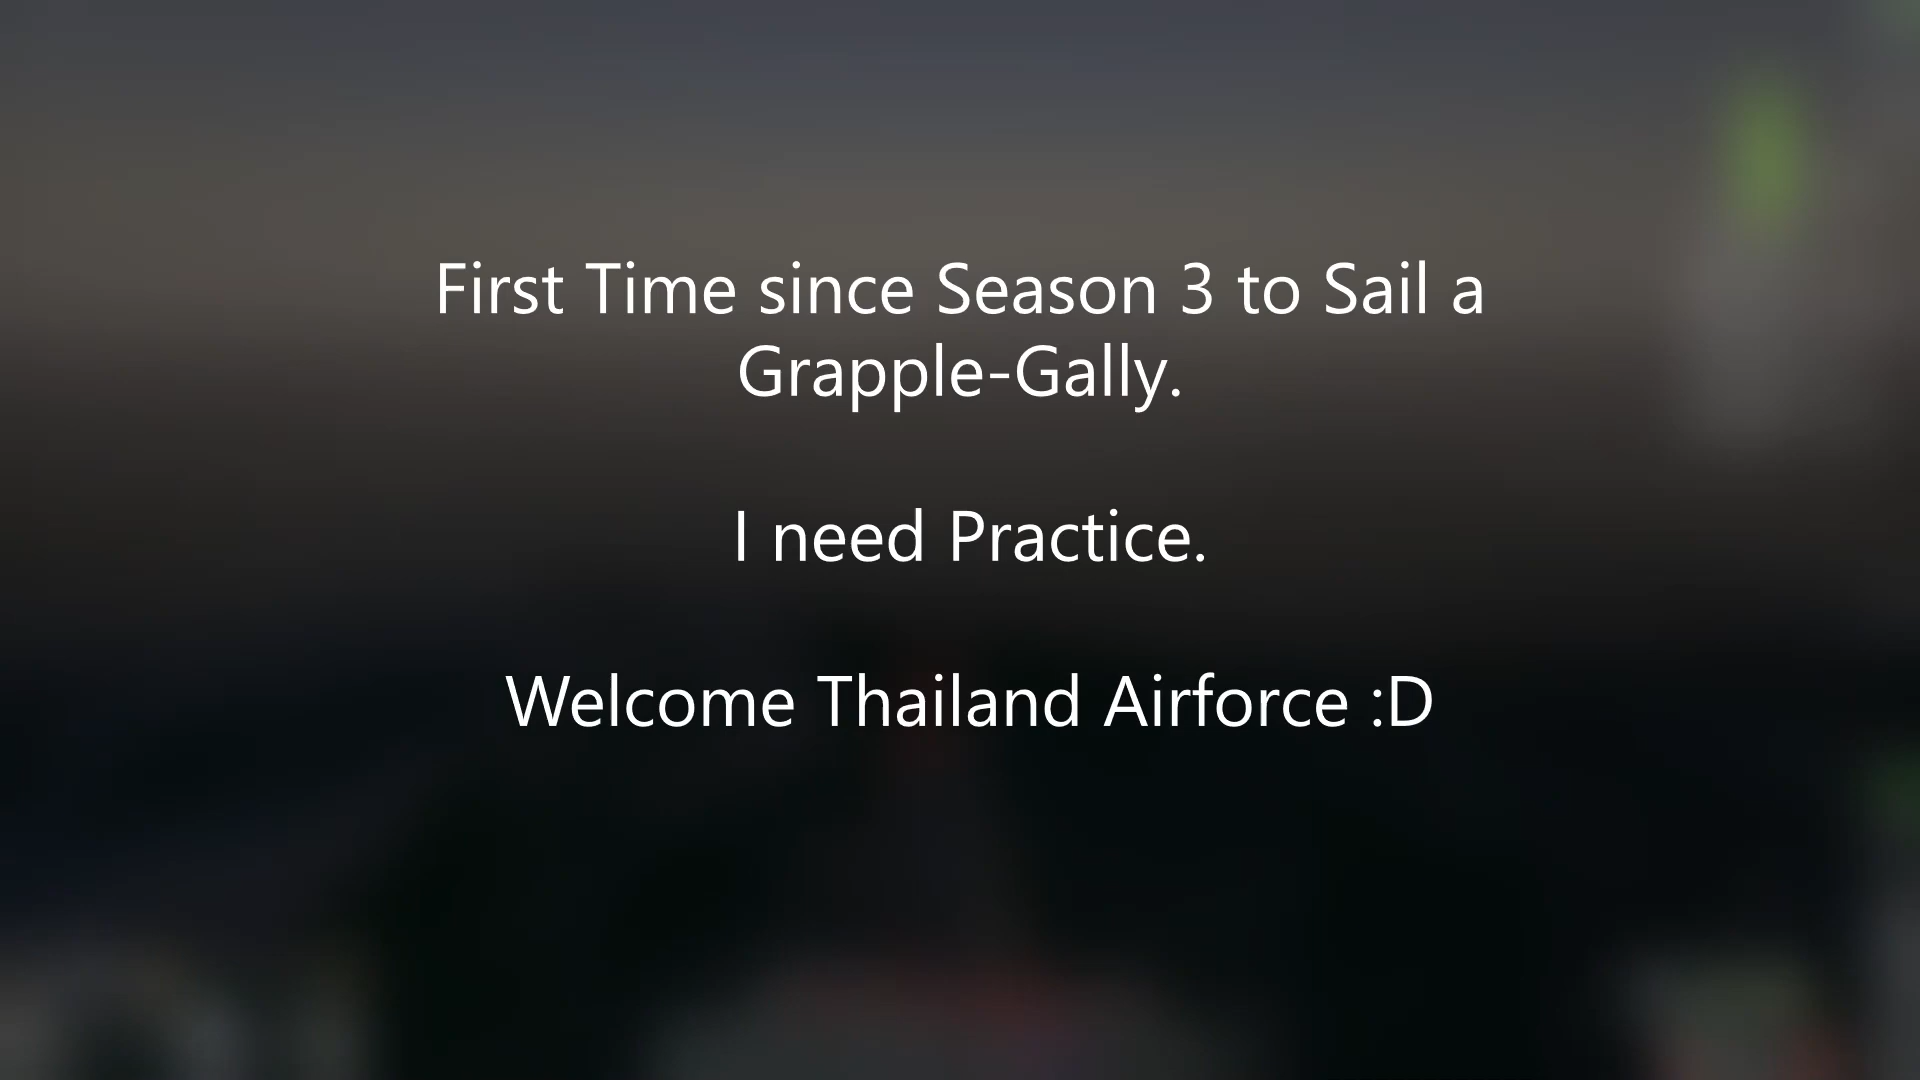 First Time since Season 3 to Sail a
Grapple-Gally.
I need Practice.
Welcome Thailand Airforce :D